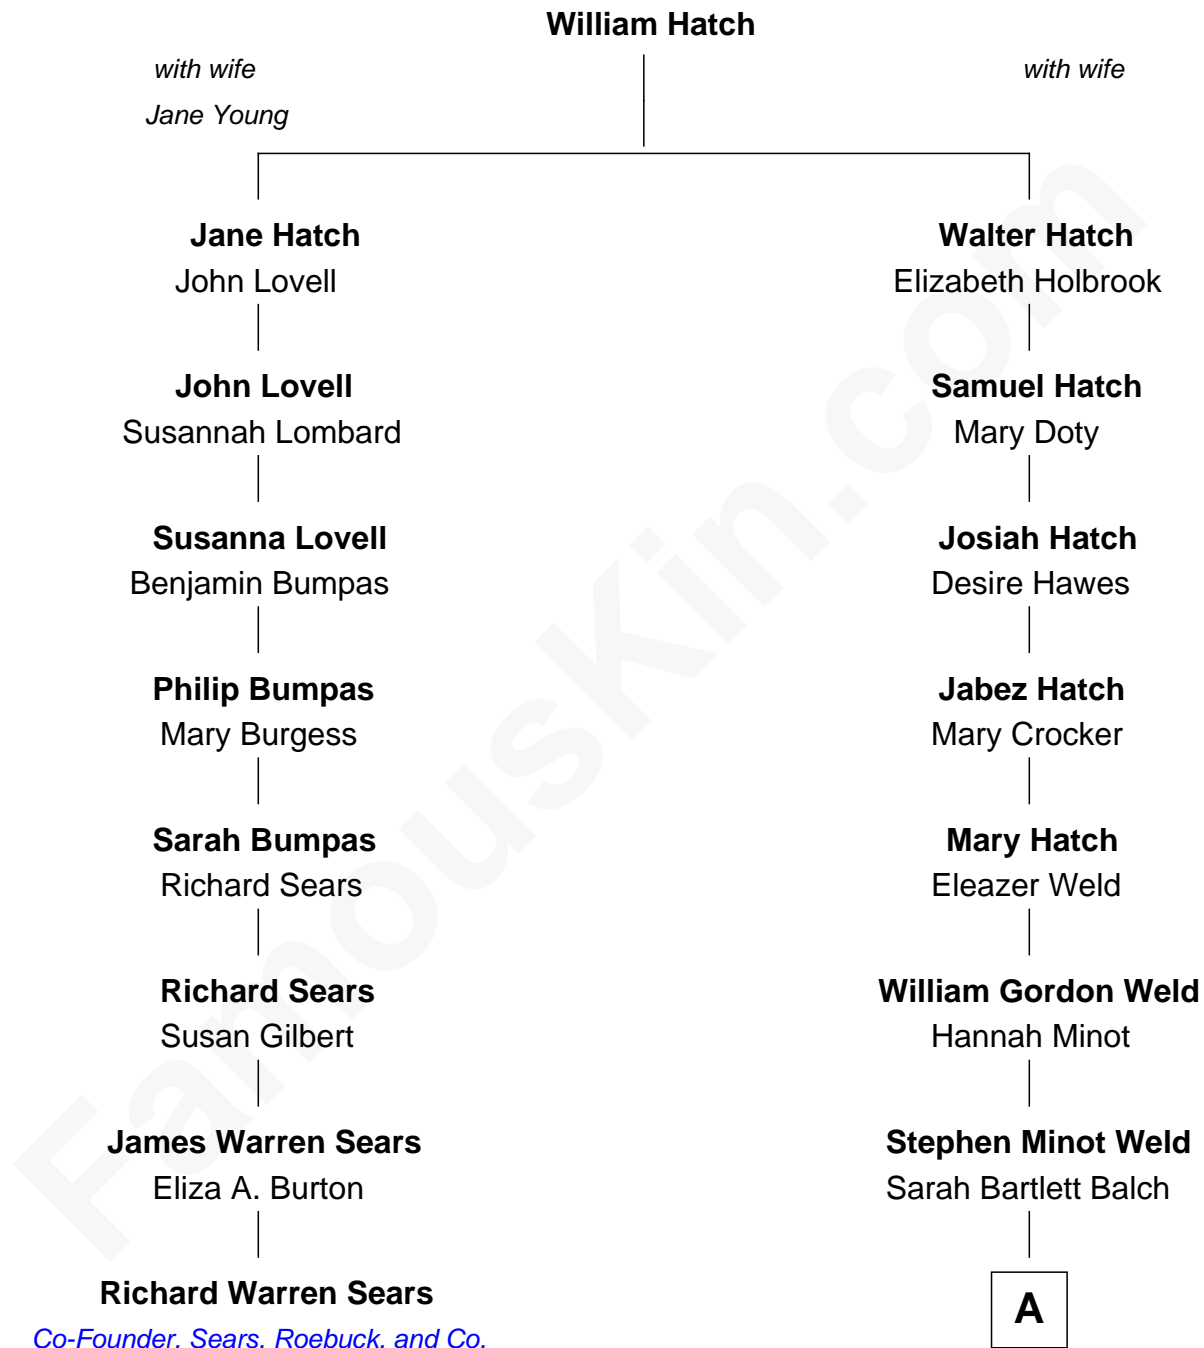 William Hatch
with wife
with wife
Jane Young
Jane Hatch
Walter Hatch
John Lovell
Elizabeth Holbrook
John Lovell
Samuel Hatch
Susannah Lombard
Mary Doty
Susanna Lovell
Josiah Hatch
Benjamin Bumpas
Desire Hawes
Philip Bumpas
Jabez Hatch
Mary Burgess
Mary Crocker
Sarah Bumpas
Mary Hatch
Richard Sears
Eleazer Weld
Richard Sears
William Gordon Weld
Susan Gilbert
Hannah Minot
James Warren Sears
Stephen Minot Weld
Eliza A. Burton
Sarah Bartlett Balch
Richard Warren Sears
A
Co-Founder, Sears, Roebuck, and Co.
FamousKin.com